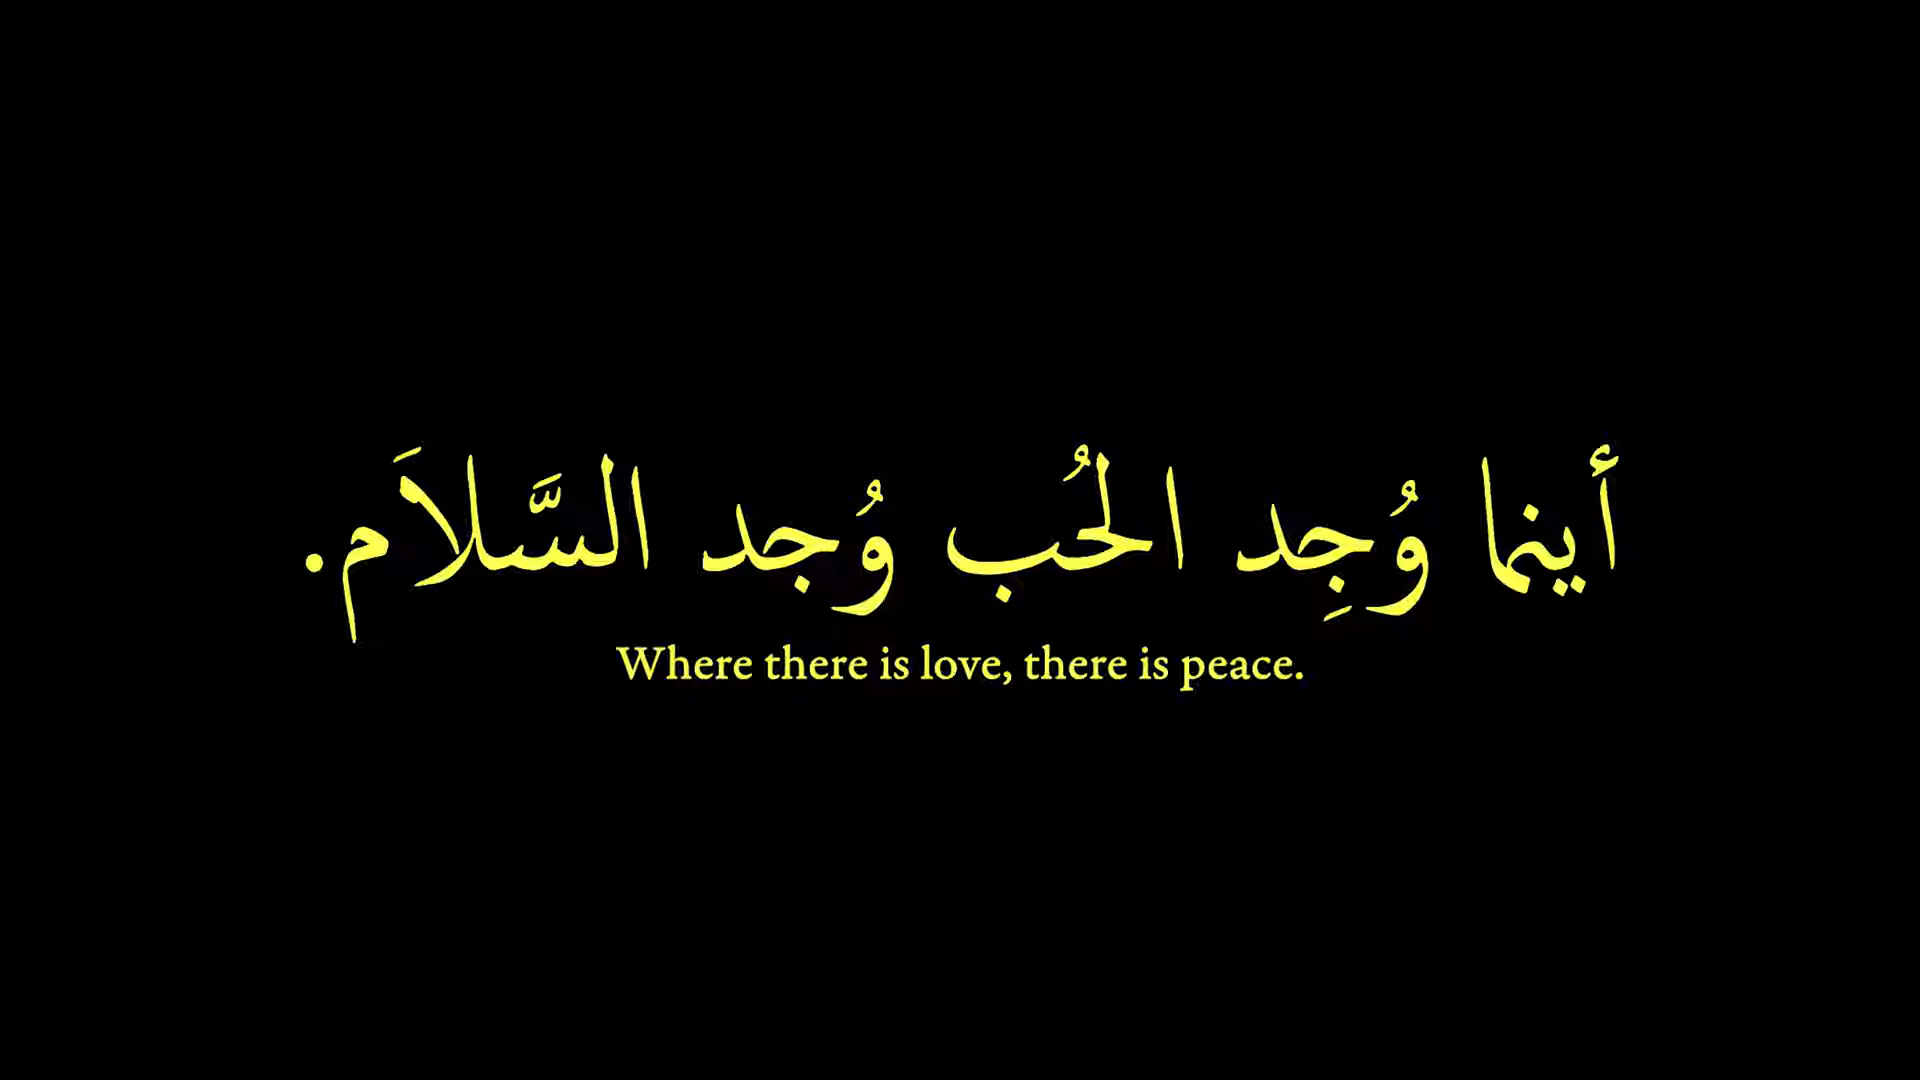 أينما وُجِد الحُب وُجد السَّلاَم.
Where there is love, there is peace.